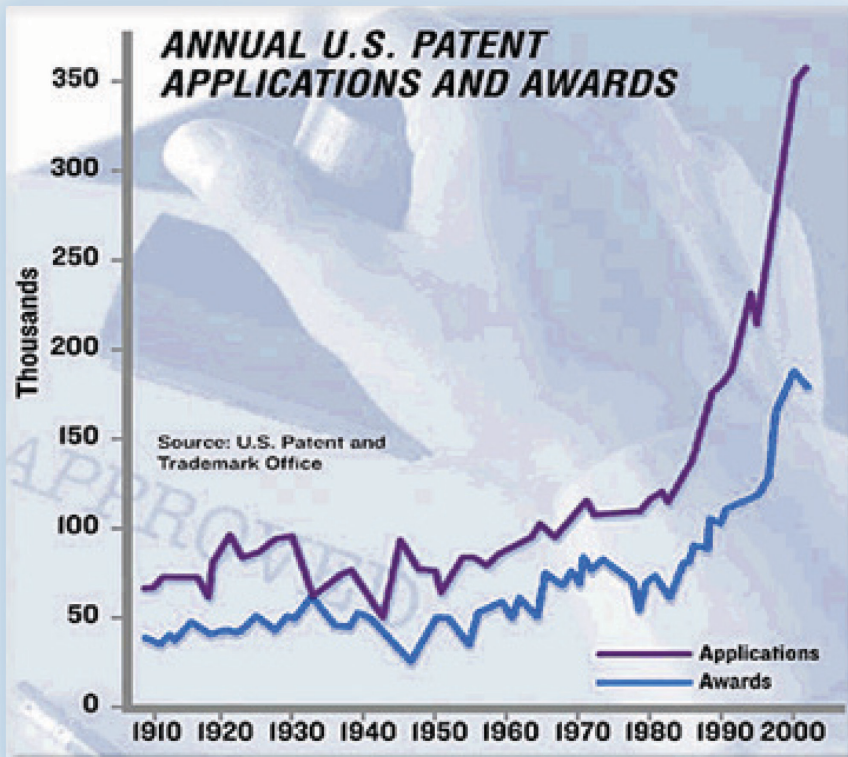 ANNUAL U.S. PATENT
APPLICATIONS AND AWARDS
Thousands
350
300
250
200
150
100
50
0
Source: U.S. Patent and
Trademark Office
APPROVED
Applications
Awards
1910 1920 1930 1940 1950 1960 1970 1980 1990 2000